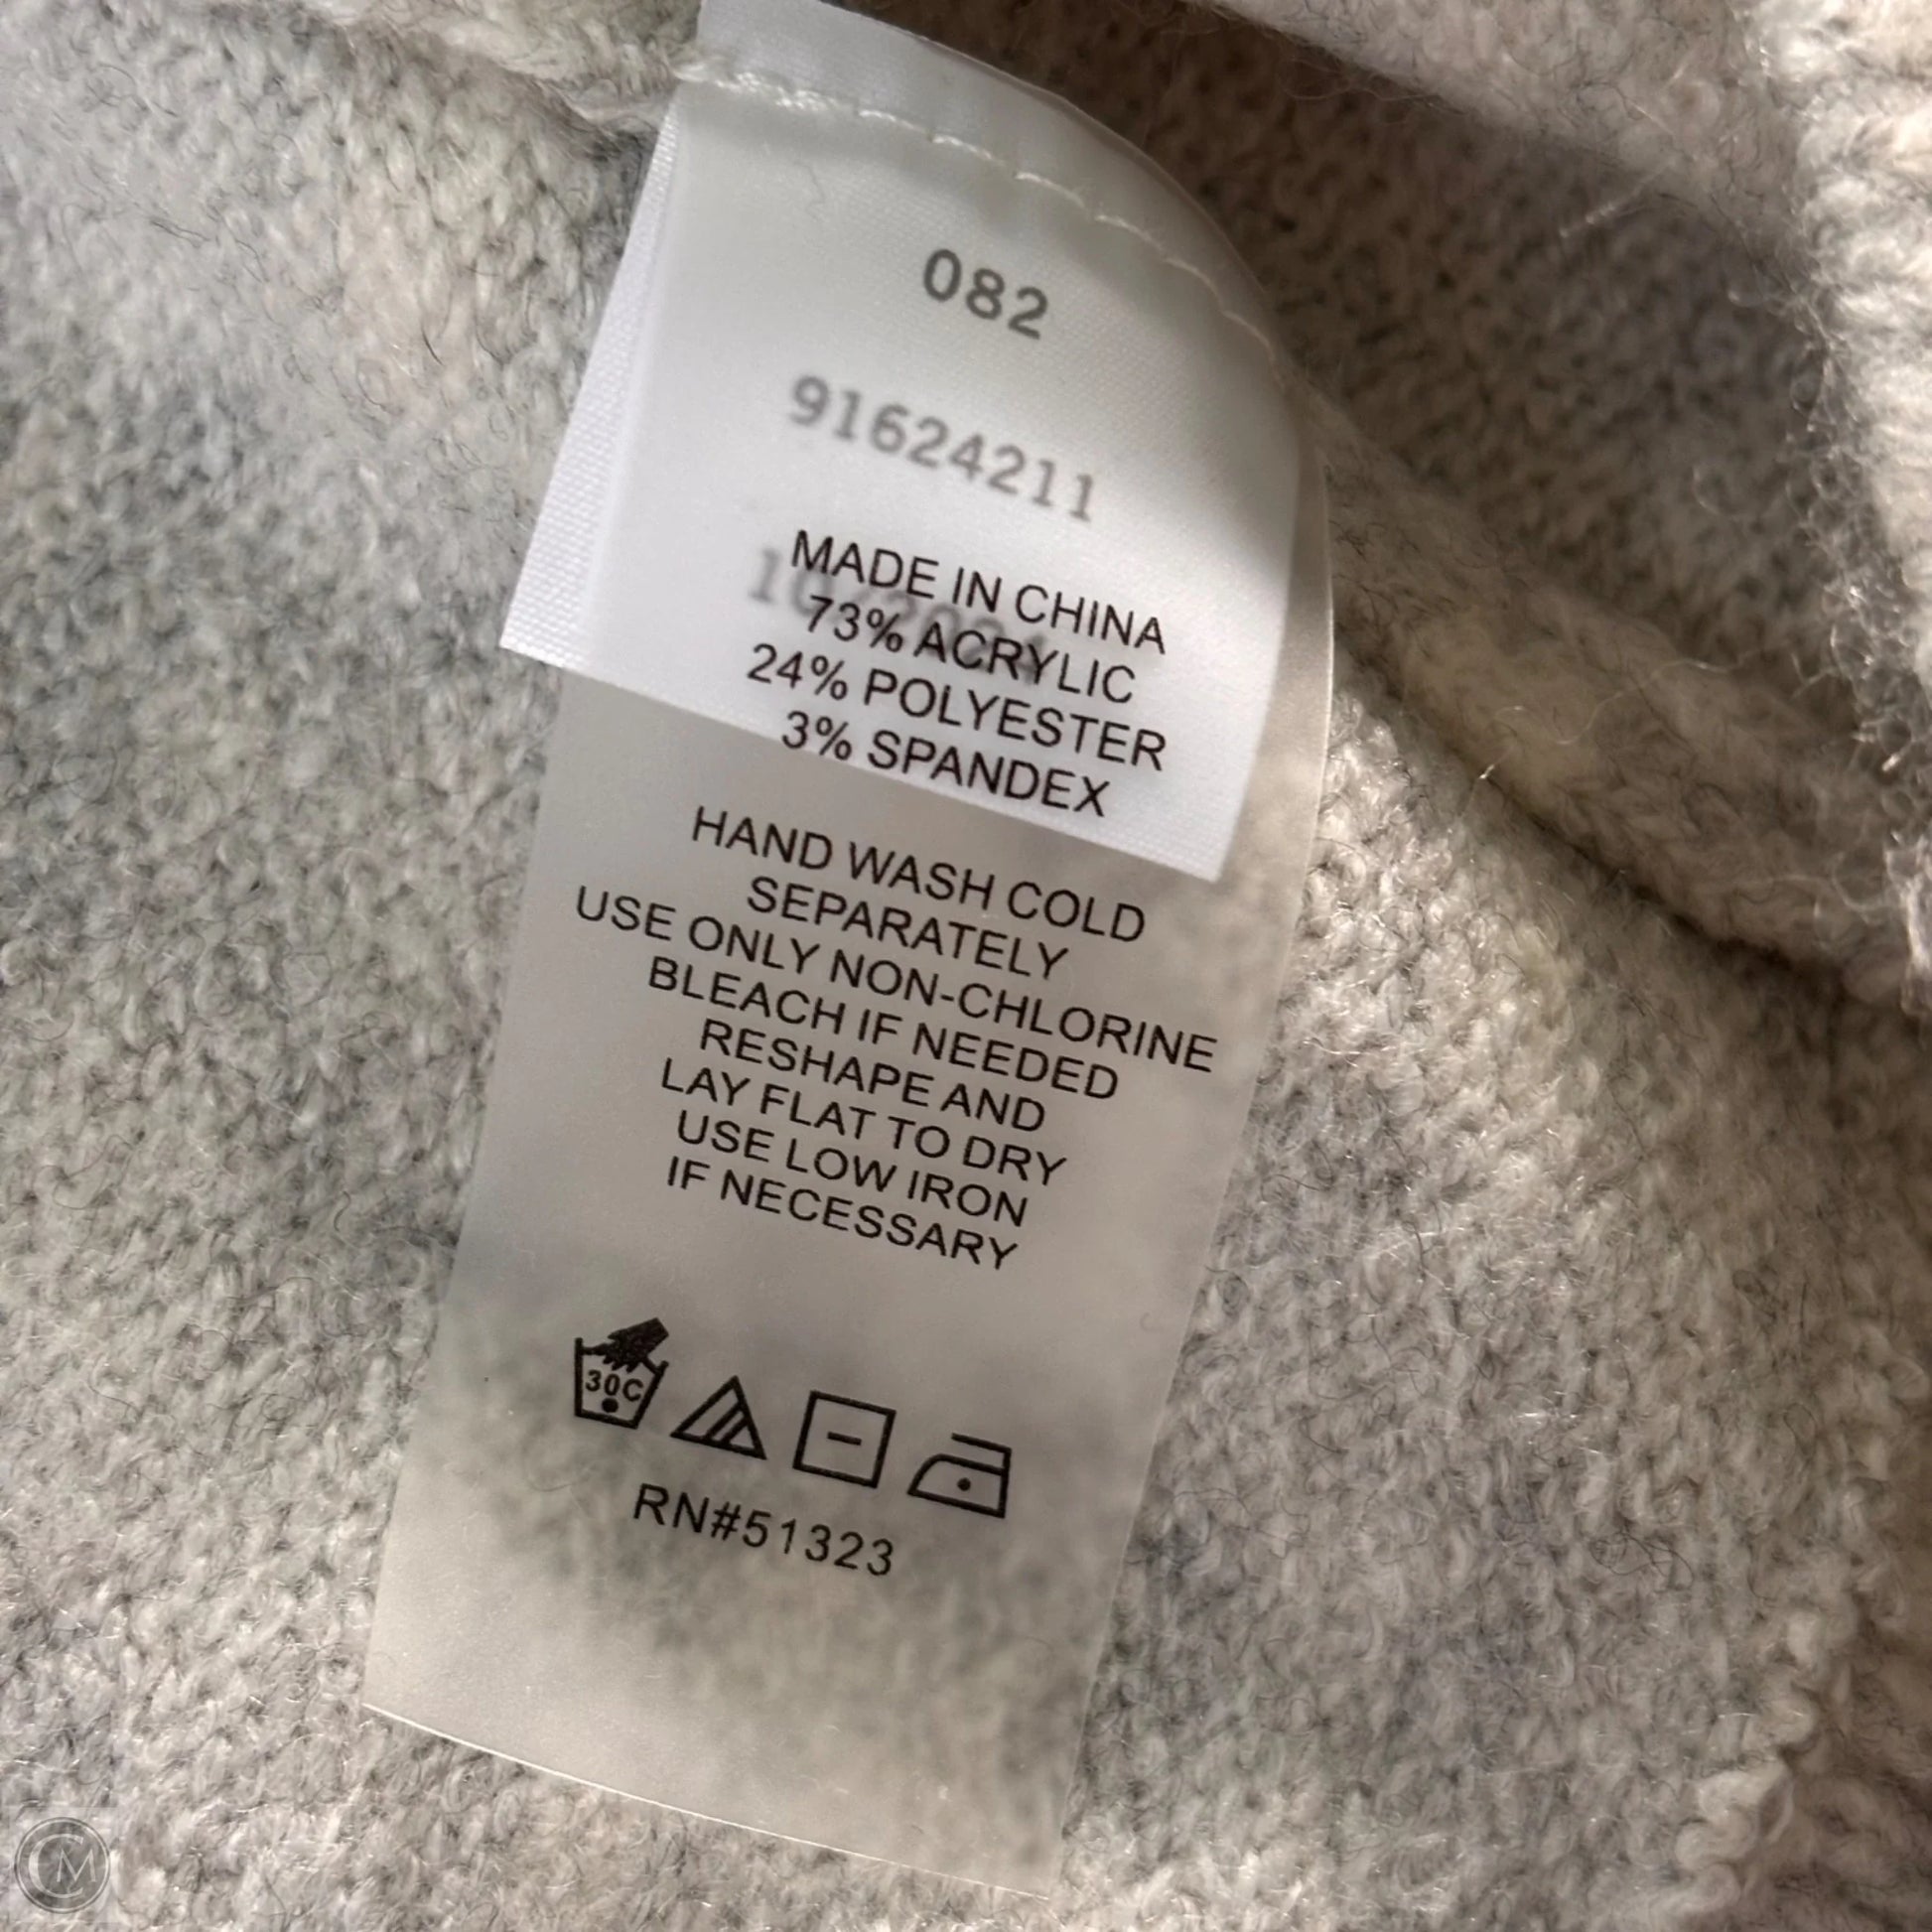 082
91624211
MADE IN CHINA
73% ACRYLIC
24% POLYESTER
3% SPANDEX
HAND WASH COLD
SEPARATELY
USE ONLY NON-CHLORINE
BLEACH IF NEEDED
RESHAPE AND
LAY FLAT TO DRY
USE LOW IRON
IF NECESSARY
30C
RN#51323
CM